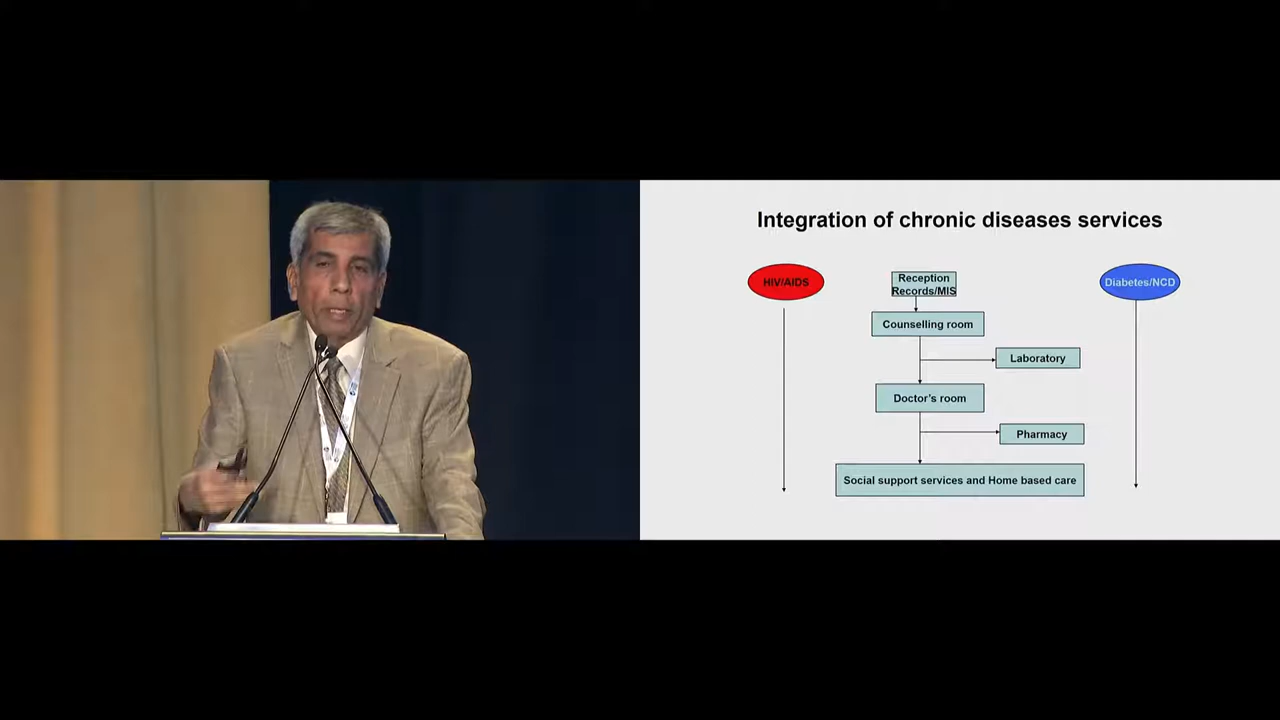 Integration of chronic diseases services
HIV/AIDS
Reception
Records/MIS
Diabetes/NCD
Counselling room
Laboratory
Doctor's room
Pharmacy
Social support services and Home based care